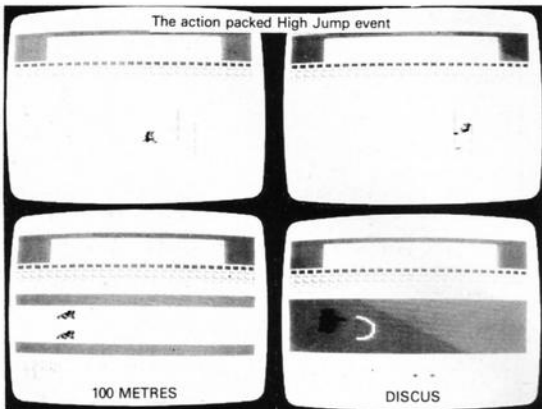 The action packed High Jump event
100 METRES
DISCUS